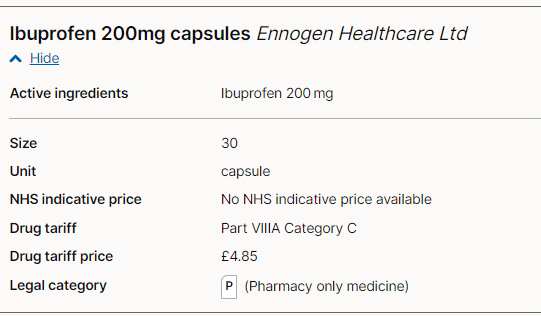 Ibuprofen 200mg capsules Ennogen Healthcare Ltd
Hide
Active ingredients Ibuprofen 200 mg
Size 30
Unit capsule
NHS indicative price No NHS indicative price available
Drug tariff Part VIIIA Category C
Drug tariff price £4.85
Legal category P (Pharmacy only medicine)